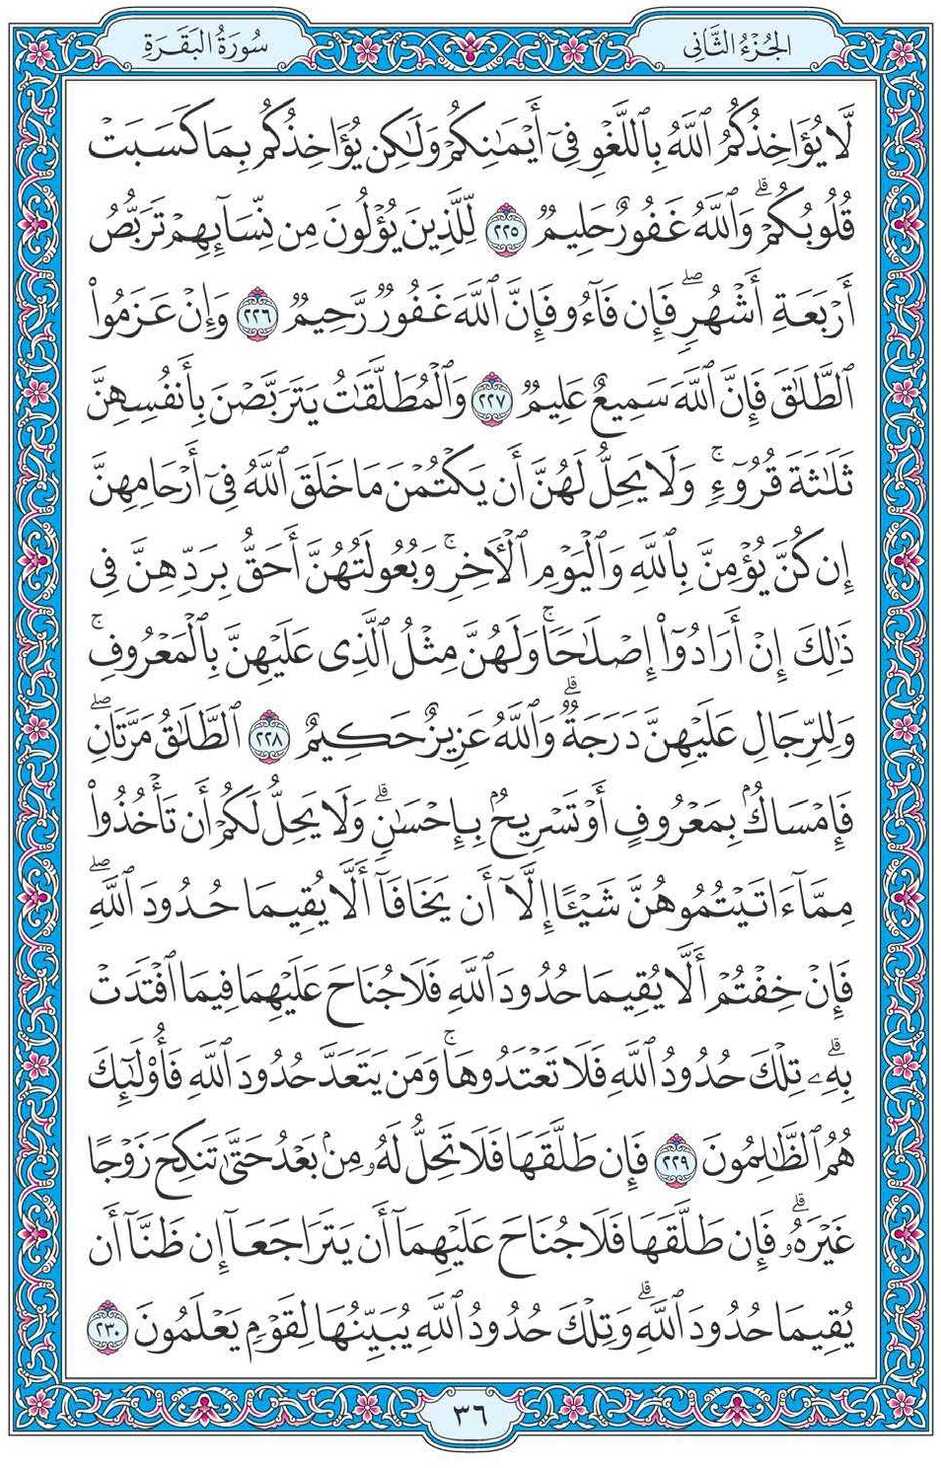 الجُزْءُ الثَّانِي
سُورَةُ البَقَرَةِ
لَّا يُؤَاخِذُكُمُ ٱللَّهُ بِٱللَّغْوِ فِىٓ أَيْمَـٰنِكُمْ وَلَـٰكِن يُؤَاخِذُكُم بِمَا كَسَبَتْ
قُلُوبُكُمْ ۗ وَٱللَّهُ غَفُورٌ حَلِيمٌ ٢٢٥ لِّلَّذِينَ يُؤْلُونَ مِن نِّسَآئِهِمْ تَرَبُّصُ
أَرْبَعَةِ أَشْهُرٍ ۖ فَإِن فَآءُو فَإِنَّ ٱللَّهَ غَفُورٌ رَّحِيمٌ ٢٢٦ وَإِنْ عَزَمُوا۟
ٱلطَّلَـٰقَ فَإِنَّ ٱللَّهَ سَمِيعٌ عَلِيمٌ ٢٢٧ وَٱلْمُطَلَّقَـٰتُ يَتَرَبَّصْنَ بِأَنفُسِهِنَّ
ثَلَـٰثَةَ قُرُوٓءٍ ۚ وَلَا يَحِلُّ لَهُنَّ أَن يَكْتُمْنَ مَا خَلَقَ ٱللَّهُ فِىٓ أَرْحَامِهِنَّ
إِن كُنَّ يُؤْمِنَّ بِٱللَّهِ وَٱلْيَوْمِ ٱلْـَٔاخِرِ ۚ وَبُعُولَتُهُنَّ أَحَقُّ بِرَدِّهِنَّ فِى
ذَٰلِكَ إِنْ أَرَادُوٓا۟ إِصْلَـٰحًا ۚ وَلَهُنَّ مِثْلُ ٱلَّذِى عَلَيْهِنَّ بِٱلْمَعْرُوفِ ۚ
وَلِلرِّجَالِ عَلَيْهِنَّ دَرَجَةٌ ۗ وَٱللَّهُ عَزِيزٌ حَكِيمٌ ٢٢٨ ٱلطَّلَـٰقُ مَرَّتَانِ ۖ
فَإِمْسَاكٌۢ بِمَعْرُوفٍ أَوْ تَسْرِيحٌۢ بِإِحْسَـٰنٍ ۗ وَلَا يَحِلُّ لَكُمْ أَن تَأْخُذُوا۟
مِمَّآ ءَاتَيْتُمُوهُنَّ شَيْـًٔا إِلَّآ أَن يَخَافَآ أَلَّا يُقِيمَا حُدُودَ ٱللَّهِ ۖ
فَإِنْ خِفْتُمْ أَلَّا يُقِيمَا حُدُودَ ٱللَّهِ فَلَا جُنَاحَ عَلَيْهِمَا فِيمَا ٱفْتَدَتْ
بِهِۦ ۗ تِلْكَ حُدُودُ ٱللَّهِ فَلَا تَعْتَدُوهَا ۚ وَمَن يَتَعَدَّ حُدُودَ ٱللَّهِ فَأُو۟لَـٰٓئِكَ
هُمُ ٱلظَّـٰلِمُونَ ٢٢٩ فَإِن طَلَّقَهَا فَلَا تَحِلُّ لَهُۥ مِنۢ بَعْدُ حَتَّىٰ تَنكِحَ زَوْجًا
غَيْرَهُۥ ۗ فَإِن طَلَّقَهَا فَلَا جُنَاحَ عَلَيْهِمَآ أَن يَتَرَاجَعَآ إِن ظَنَّآ أَن
يُقِيمَا حُدُودَ ٱللَّهِ ۗ وَتِلْكَ حُدُودُ ٱللَّهِ يُبَيِّنُهَا لِقَوْمٍ يَعْلَمُونَ ٢٣٠
٣٦